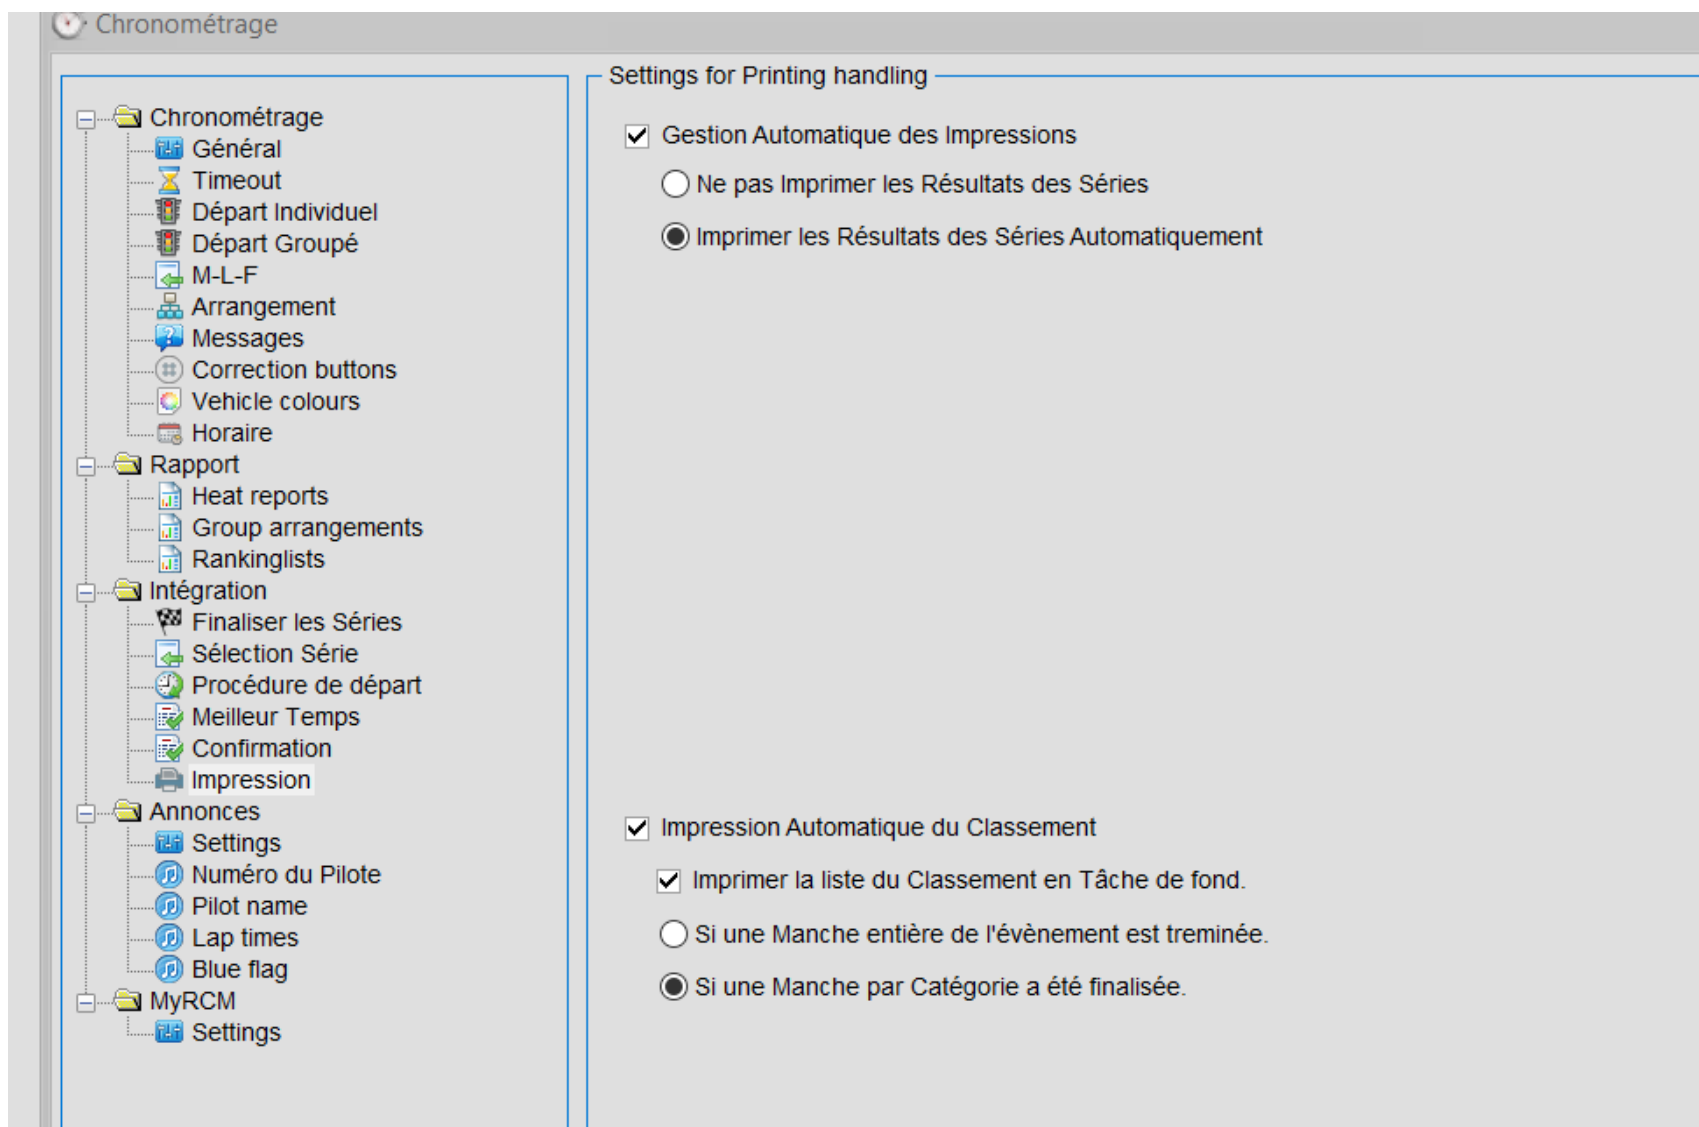 Chronométrage
Chronométrage
Général
Timeout
Départ Individuel
Départ Groupé
M-L-F
Arrangement
Messages
Correction buttons
Vehicle colours
Horaire
Rapport
Heat reports
Group arrangements
Rankinglists
Intégration
Finaliser les Séries
Sélection Série
Procédure de départ
Meilleur Temps
Confirmation
Impression
Annonces
Settings
Numéro du Pilote
Pilot name
Lap times
Blue flag
MyRCM
Settings
Settings for Printing handling
Gestion Automatique des Impressions
Ne pas Imprimer les Résultats des Séries
Imprimer les Résultats des Séries Automatiquement
Impression Automatique du Classement
Imprimer la liste du Classement en Tâche de fond.
Si une Manche entière de l'évènement est treminée.
Si une Manche par Catégorie a été finalisée.